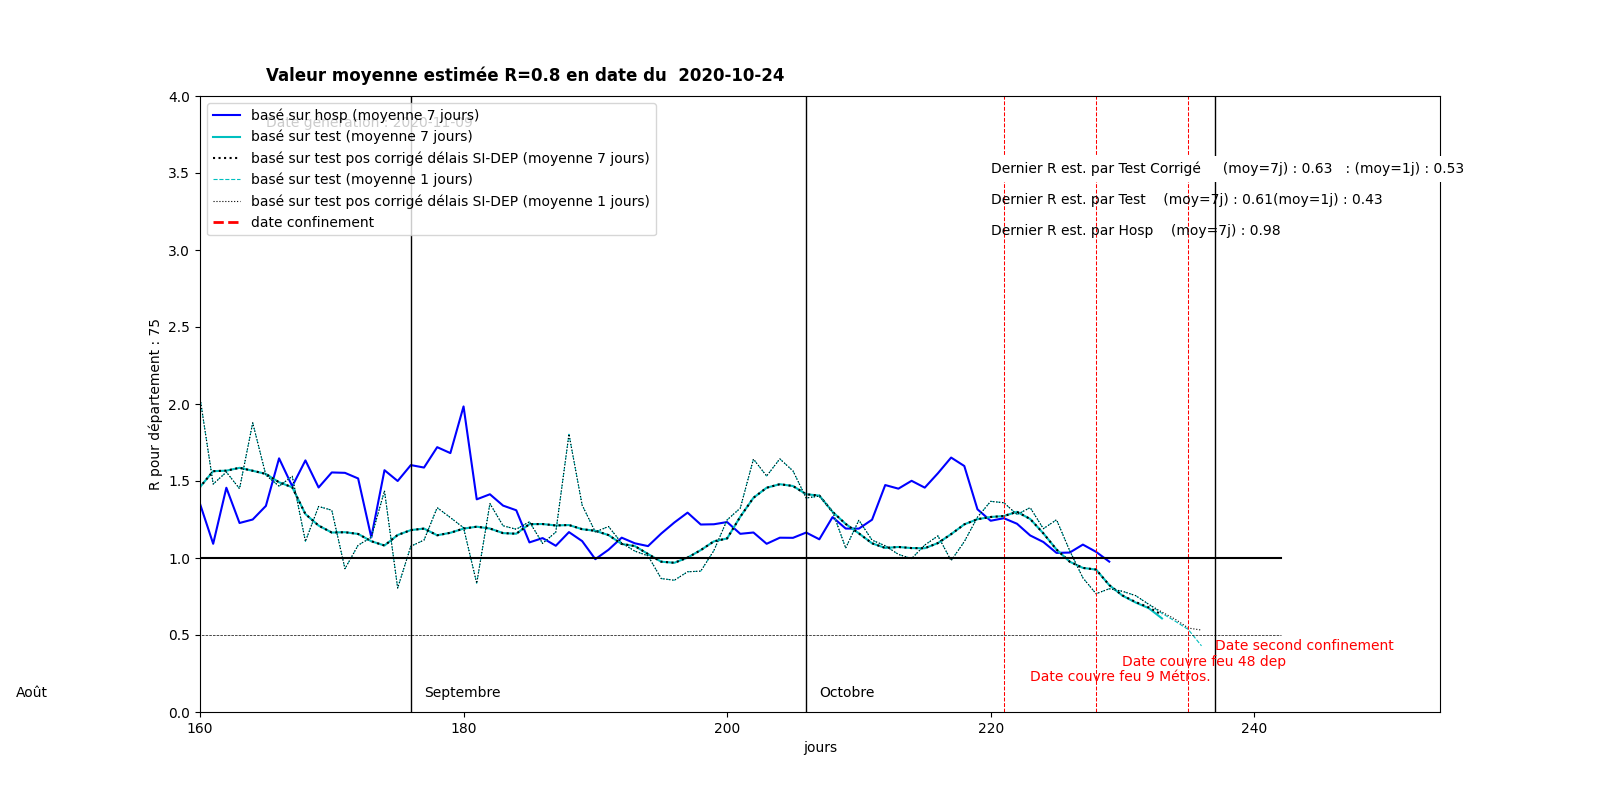 Valeur moyenne estimée R=0.8 en date du  2020-10-24
Date génération : 2020-11-09
basé sur hosp (moyenne 7 jours)
basé sur test (moyenne 7 jours)
basé sur test pos corrigé délais SI-DEP (moyenne 7 jours)
basé sur test (moyenne 1 jours)
basé sur test pos corrigé délais SI-DEP (moyenne 1 jours)
date confinement
Dernier R est. par Test Corrigé     (moy=7j) : 0.63   : (moy=1j) : 0.53
Dernier R est. par Test    (moy=7j) : 0.61(moy=1j) : 0.43
Dernier R est. par Hosp    (moy=7j) : 0.98
R pour département : 75
4.0
3.5
3.0
2.5
2.0
1.5
1.0
0.5
0.0
Date second confinement
Date couvre feu 48 dep
Date couvre feu 9 Métros.
Août
Septembre
Octobre
160
180
200
220
240
jours